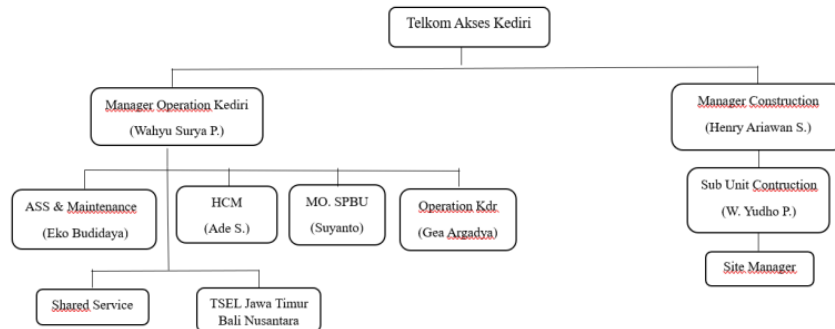 Telkom Akses Kediri
Manager Operation Kediri
(Wahyu Surya P.)
Manager Construction
(Henry Ariawan S.)
ASS & Maintenance
(Eko Budidaya)
HCM
(Ade S.)
MO. SPBU
(Suyanto)
Operation Kdr
(Gea Argadya)
Sub Unit Contruction
(W. Yudho P.)
Site Manager
Shared Service
TSEL Jawa Timur
Bali Nusantara